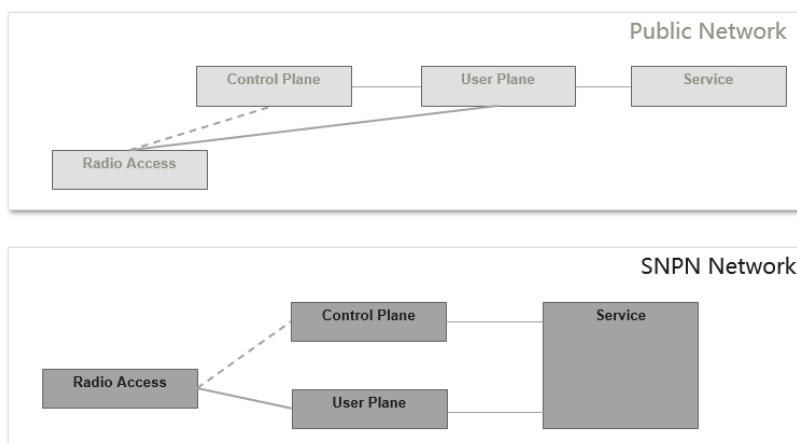 Public Network
Control Plane
User Plane
Service
Radio Access
SNPN Network
Control Plane
Service
Radio Access
User Plane